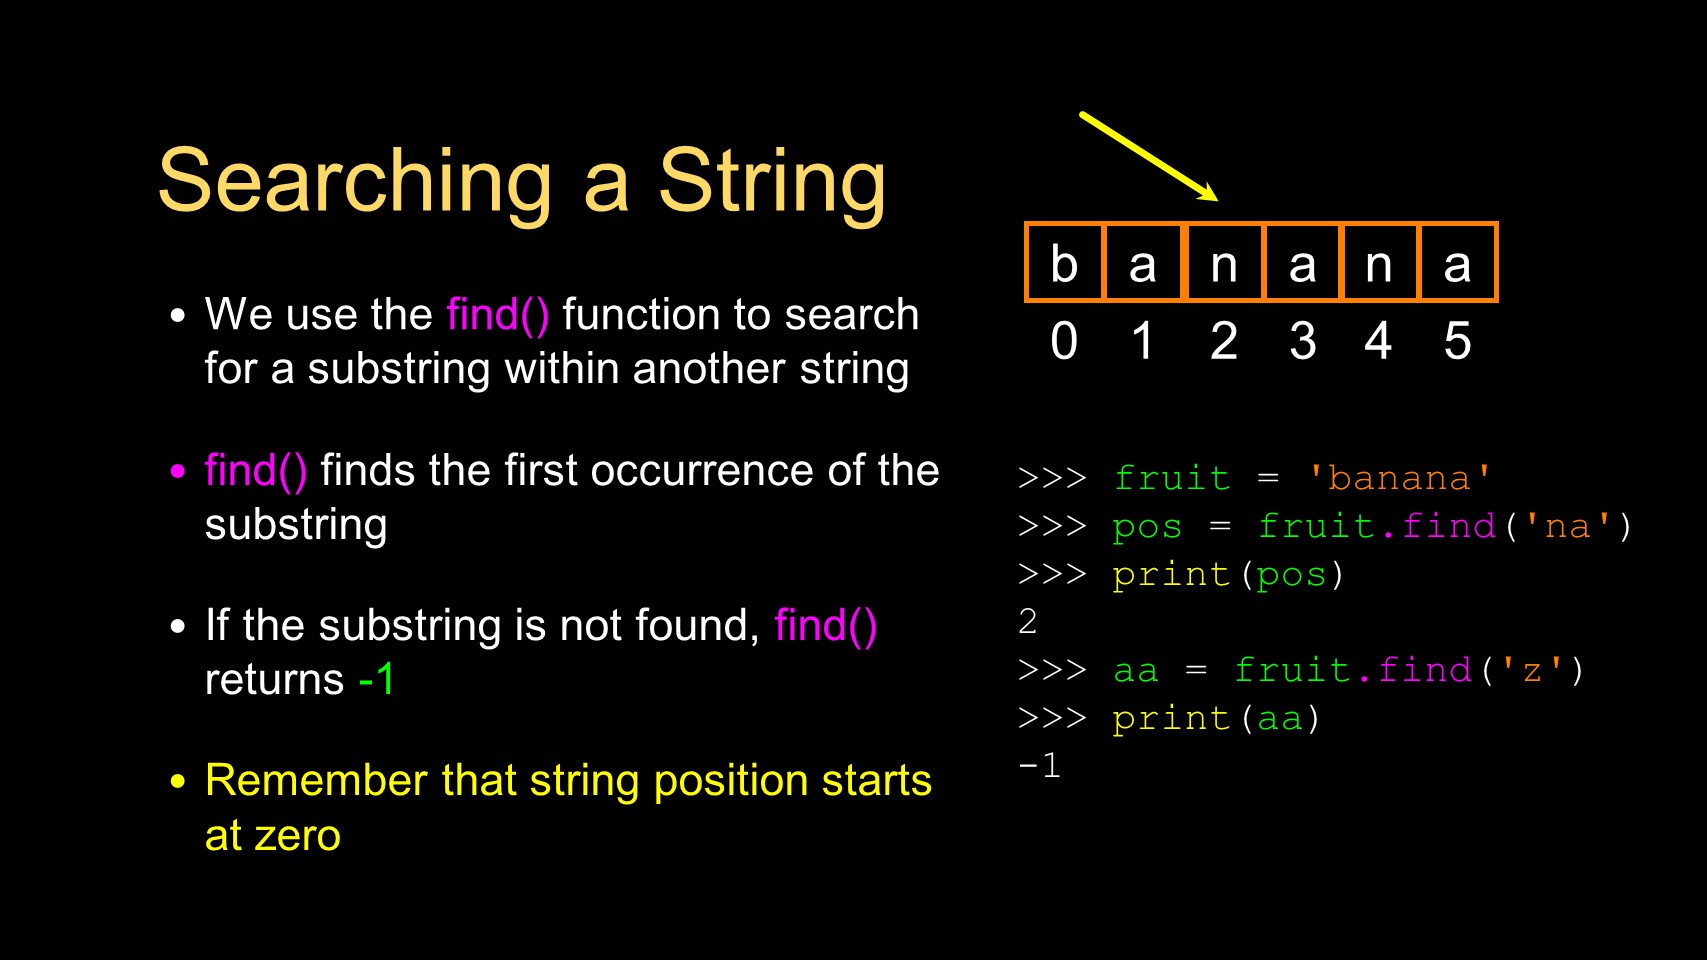 Searching a String
• We use the find() function to search
for a substring within another string
• find() finds the first occurrence of the
substring
• If the substring is not found, find()
returns -1
• Remember that string position starts
at zero
b a n a n a
0 1 2 3 4 5
>>> fruit = 'banana'
>>> pos = fruit.find('na')
>>> print(pos)
2
>>> aa = fruit.find('z')
>>> print(aa)
-1